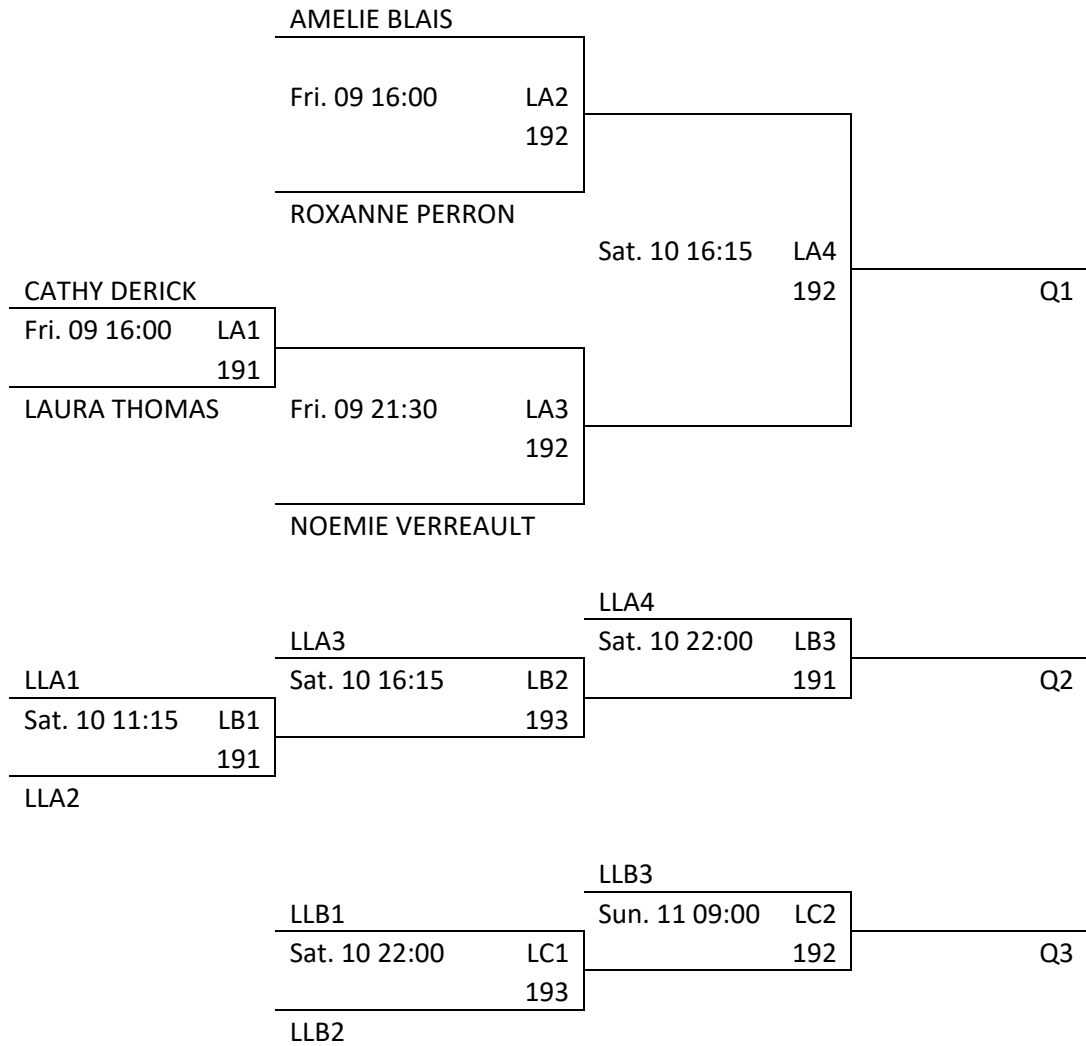 AMELIE BLAIS
Fri. 09 16:00 LA2
192
ROXANNE PERRON
Sat. 10 16:15 LA4
CATHY DERICK 192 Q1
Fri. 09 16:00 LA1
191
LAURA THOMAS Fri. 09 21:30 LA3
192
NOEMIE VERREAULT
LLA4
LLA3 Sat. 10 22:00 LB3
LLA1 Sat. 10 16:15 LB2 191 Q2
Sat. 10 11:15 LB1 193
191
LLA2
LLB3
LLB1 Sun. 11 09:00 LC2
Sat. 10 22:00 LC1 192 Q3
193
LLB2